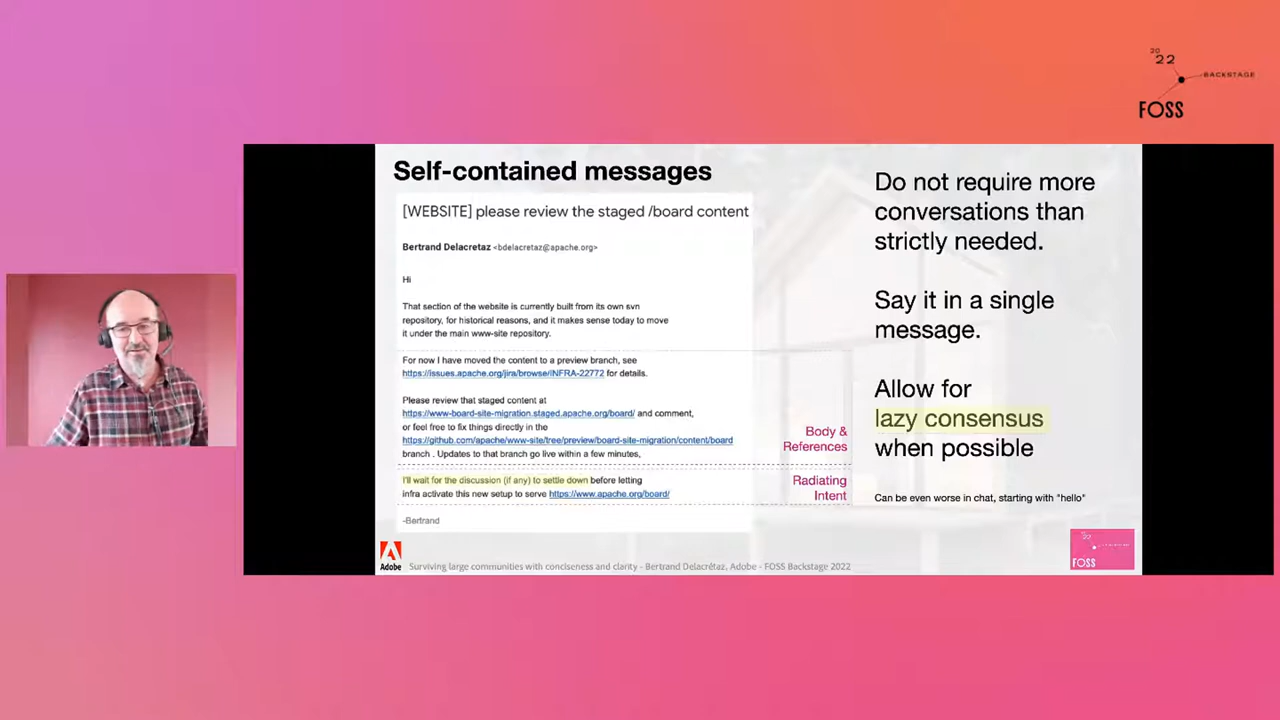 20
22
BACKSTAGE
FOSS
Self-contained messages
[WEBSITE] please review the staged /board content
Bertrand Delacretaz <bdelacretaz@apache.org>
Hi
That section of the website is currently built from its own svn
repository, for historical reasons, and it makes sense today to move
it under the main www-site repository.
For now I have moved the content to a preview branch, see
https://issues.apache.org/jira/browse/INFRA-22772 for details.
Please review that staged content at
https://www-board-site-migration.staged.apache.org/board/ and comment,
or feel free to fix things directly in the
https://github.com/apache/www-site/tree/preview/board-site-migration/content/board
branch . Updates to that branch go live within a few minutes,
Body &
References
I'll wait for the discussion (if any) to settle down before letting
infra activate this new setup to serve https://www.apache.org/board/
Radiating
Intent
-Bertrand
Do not require more
conversations than
strictly needed.
Say it in a single
message.
Allow for
lazy consensus
when possible
Can be even worse in chat, starting with "hello"
Adobe
Surviving large communities with conciseness and clarity - Bertrand Delacrétaz, Adobe - FOSS Backstage 2022
22
FOSS